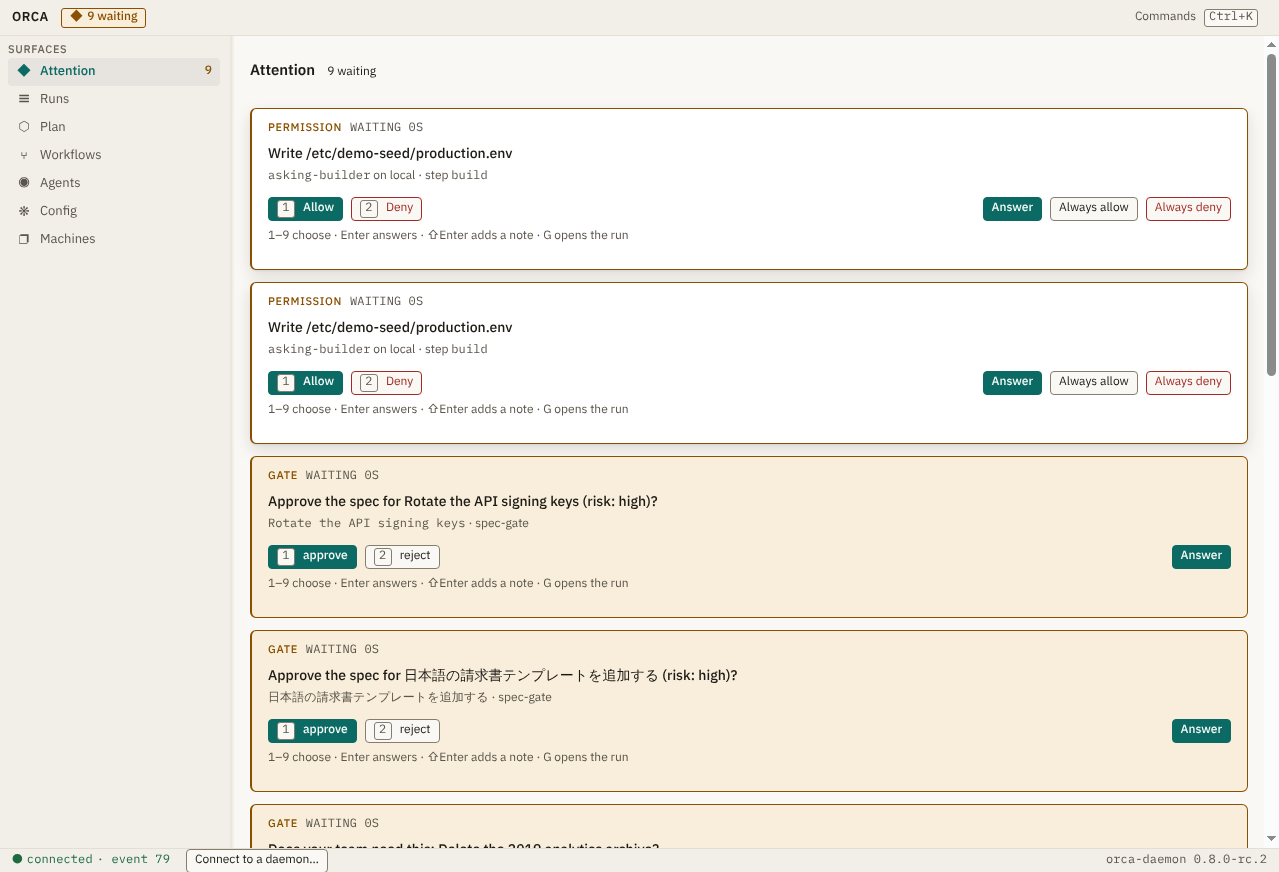 ORCA
9 waiting
Commands Ctrl+K
SURFACES
Attention 9
Runs
Plan
Workflows
Agents
Config
Machines
Attention 9 waiting
PERMISSION WAITING 0S
Write /etc/demo-seed/production.env
asking-builder on local · step build
1 Allow 2 Deny Answer Always allow Always deny
1–9 choose · Enter answers · ⇧Enter adds a note · G opens the run
PERMISSION WAITING 0S
Write /etc/demo-seed/production.env
asking-builder on local · step build
1 Allow 2 Deny Answer Always allow Always deny
1–9 choose · Enter answers · ⇧Enter adds a note · G opens the run
GATE WAITING 0S
Approve the spec for Rotate the API signing keys (risk: high)?
Rotate the API signing keys · spec-gate
1 approve 2 reject Answer
1–9 choose · Enter answers · ⇧Enter adds a note · G opens the run
GATE WAITING 0S
Approve the spec for 日本語の請求書テンプレートを追加する (risk: high)?
日本語の請求書テンプレートを追加する · spec-gate
1 approve 2 reject Answer
1–9 choose · Enter answers · ⇧Enter adds a note · G opens the run
GATE WAITING 0S
Does your team need this: Delete the 2019 analytics archive?
connected · event 79 Connect to a daemon… orca-daemon 0.8.0-rc.2